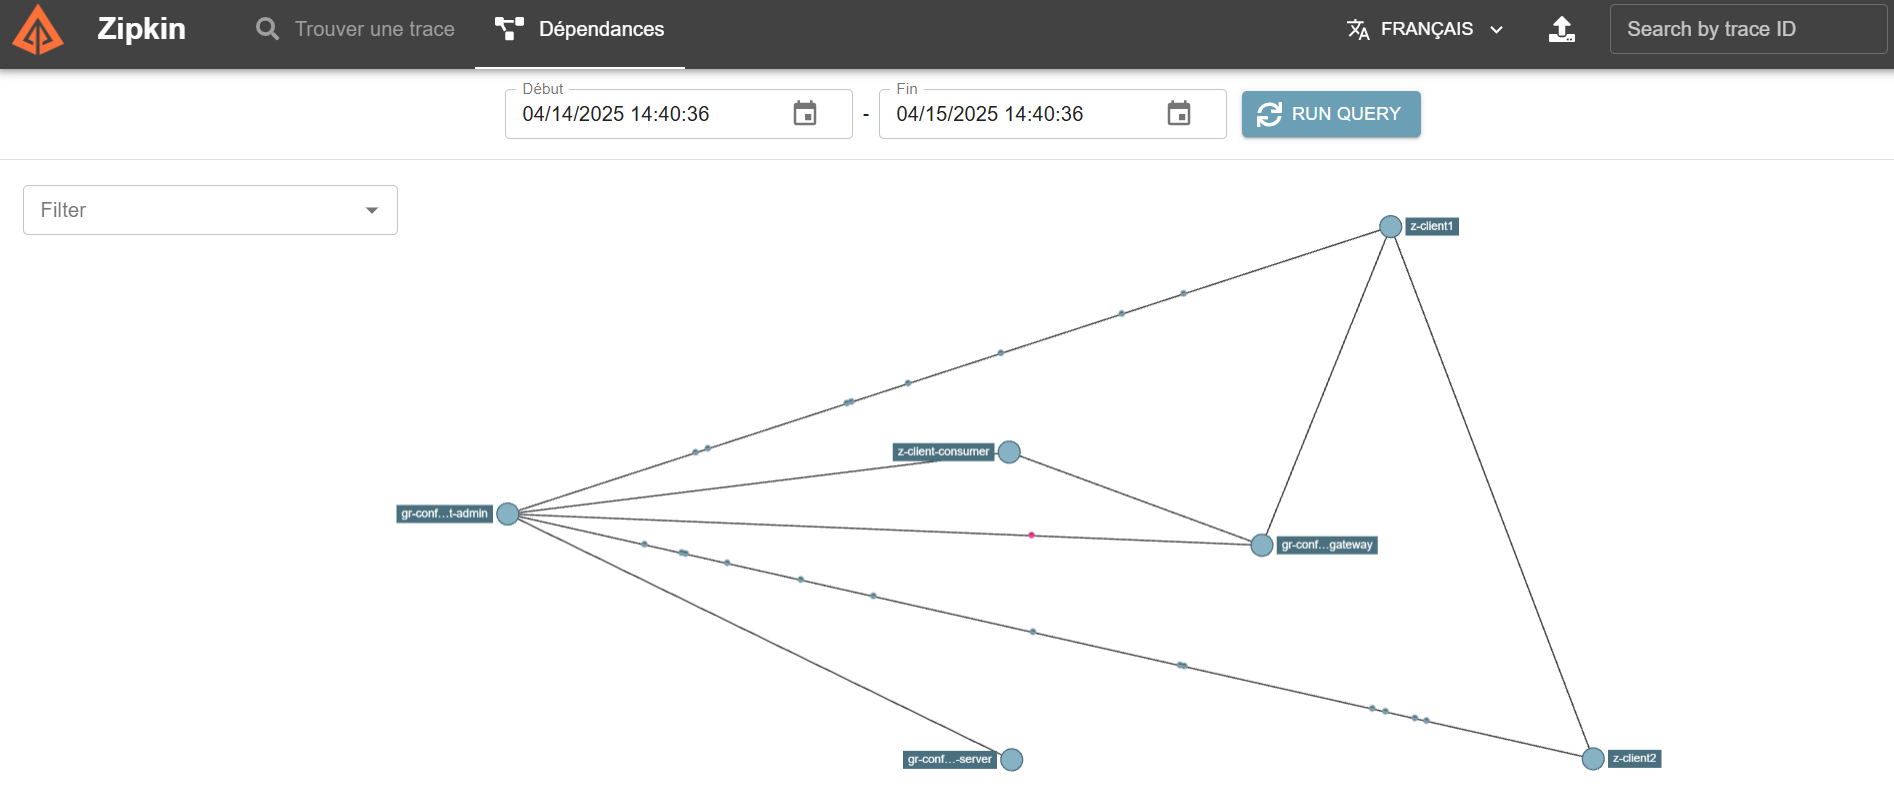 Zipkin
Trouver une trace
Dépendances
FRANÇAIS
Search by trace ID
Début
04/14/2025 14:40:36
-
Fin
04/15/2025 14:40:36
RUN QUERY
Filter
z-client1
z-client-consumer
gr-conf...t-admin
gr-conf...gateway
gr-conf...-server
z-client2